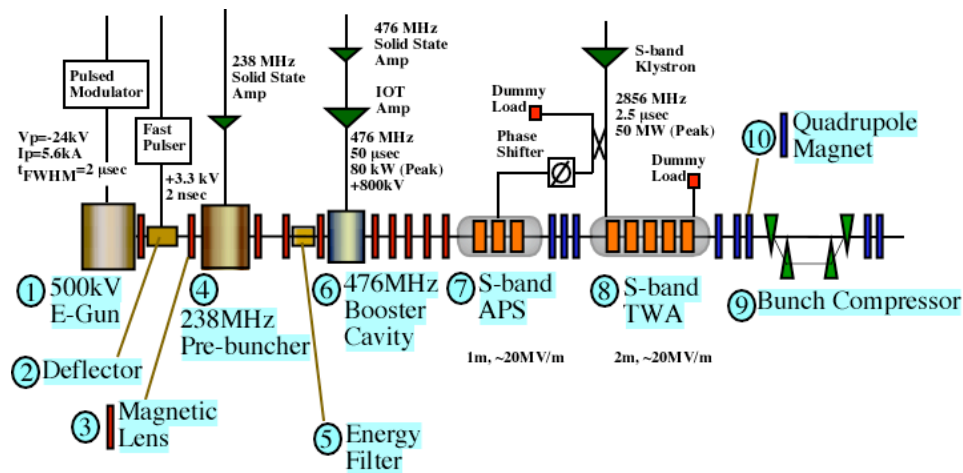 Pulsed
Modulator
Vp=-24kV
Ip=5.6kA
tFWHM=2 μsec
Fast
Pulser
+3.3 kV
2 nsec
238 MHz
Solid State
Amp
476 MHz
Solid State
Amp
IOT
Amp
476 MHz
50 μsec
80 kW (Peak)
+800kV
Dummy
Load
Phase
Shifter
S-band
Klystron
2856 MHz
2.5 μsec
50 MW (Peak)
Dummy
Load
10 Quadrupole
Magnet
1 500kV
E-Gun
2 Deflector
3 Magnetic
Lens
4
238MHz
Pre-buncher
5 Energy
Filter
6 476MHz
Booster
Cavity
7 S-band
APS
1m, ~20MV/m
8 S-band
TWA
2m, ~20MV/m
9 Bunch Compressor